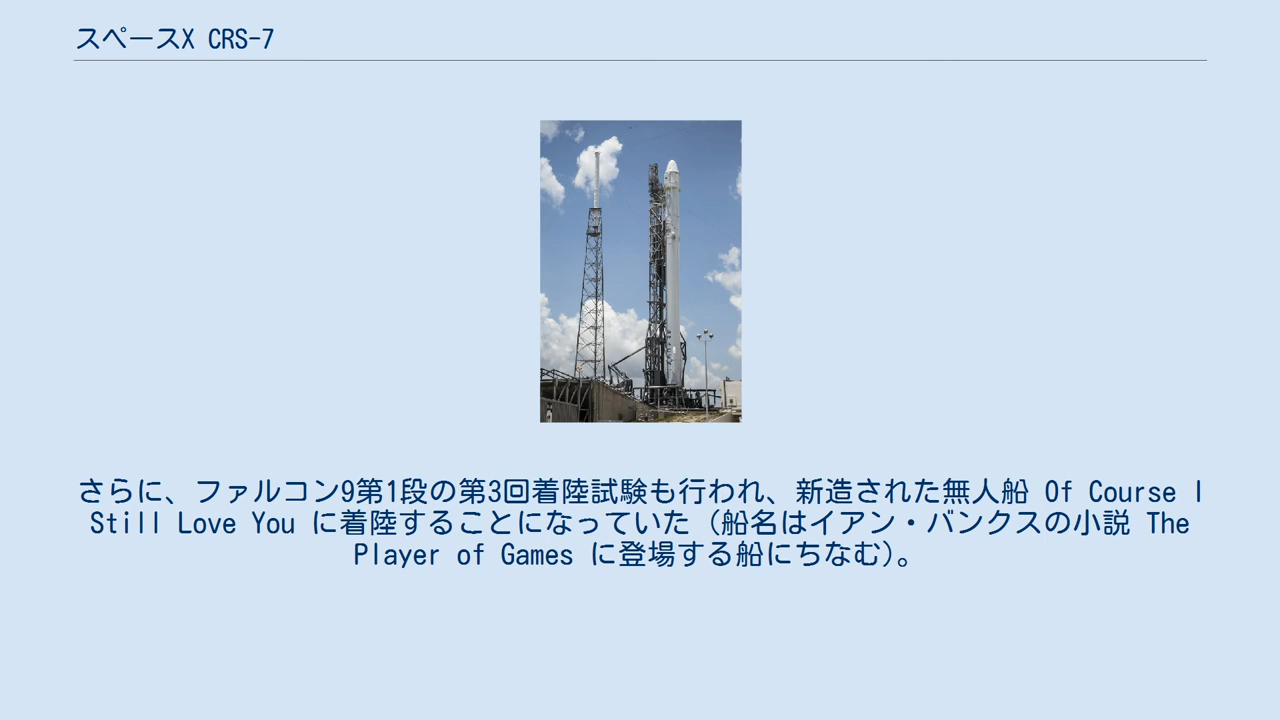 スペースX CRS-7
さらに、ファルコン9第1段の第3回着陸試験も行われ、新造された無人船 Of Course I
Still Love You に着陸することになっていた（船名はイアン・バンクスの小説 The
Player of Games に登場する船にちなむ)。